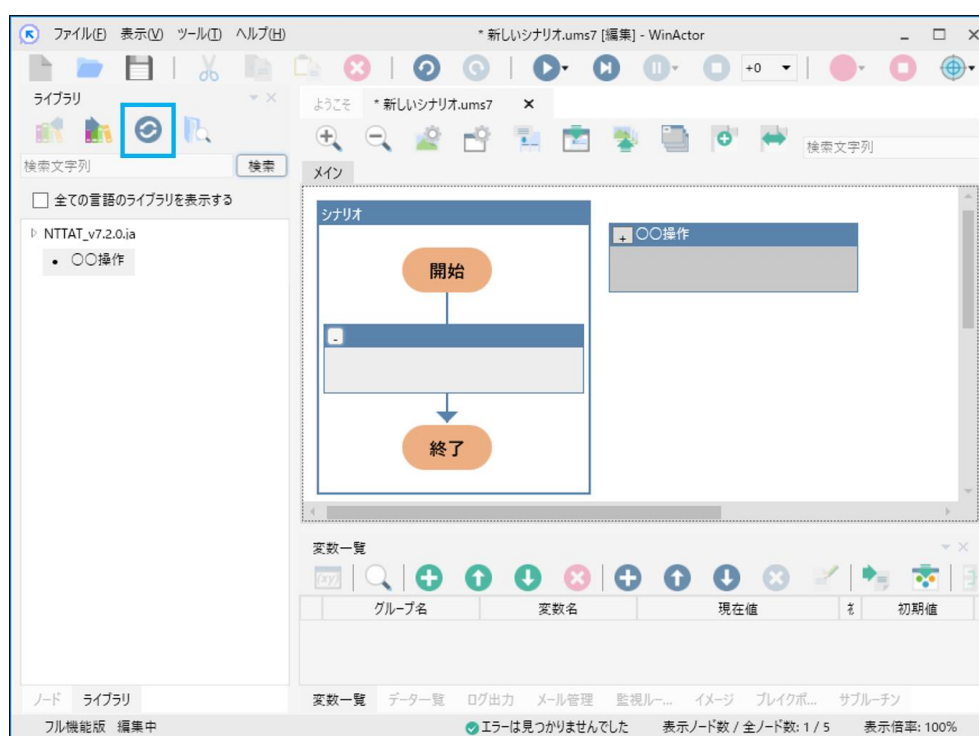 ファイル(F) 表示(V) ツール(T) ヘルプ(H)
* 新しいシナリオ.ums7 [編集] - WinActor
+0
ライブラリ
検索文字列
検索
全ての言語のライブラリを表示する
NTTAT_v7.2.0.ja
• 〇〇操作
ようこそ
* 新しいシナリオ.ums7
検索文字列
メイン
シナリオ
開始
-
終了
+ 〇〇操作
変数一覧
(xy)
グループ名 変数名 現在値 初期値
ノード ライブラリ
変数一覧 データ一覧 ログ出力 メール管理 監視ルー... イメージ ブレイクポ... サブルーチン
フル機能版 編集中
エラーは見つかりませんでした
表示ノード数 / 全ノード数: 1 / 5
表示倍率: 100%